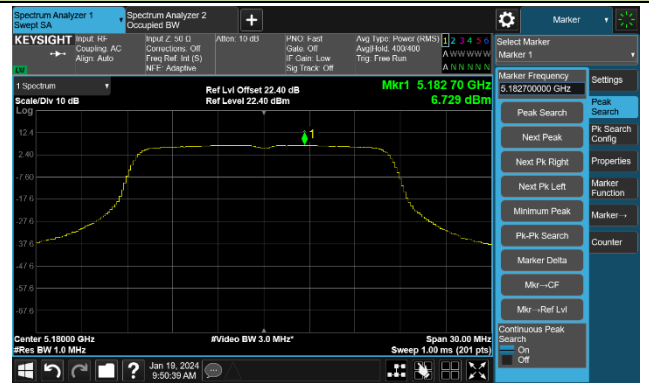 Spectrum Analyzer 1
Swept SA
Spectrum Analyzer 2
Occupied BW
Marker
KEYSIGHT
Input: RF
Coupling: AC
Align: Auto
Input Z: 50 Ω
Corrections: Off
Freq Ref: Int (S)
NFE: Adaptive
Atten: 10 dB
PNO: Fast
Gate: Off
IF Gain: Low
Sig Track: Off
Avg Type: Power (RMS)
Avg|Hold: 400/400
Trig: Free Run
1 2 3 4 5 6
A W W W W W
A N N N N N
Select Marker
Marker 1
1 Spectrum
Scale/Div 10 dB
Log
Ref Lvl Offset 22.40 dB
Ref Level 22.40 dBm
Mkr1 5.182 70 GHz
6.729 dBm
12.4
2.40
-7.60
-17.6
-27.6
-37.6
-47.6
-57.6
-67.6
1
Center 5.18000 GHz
#Res BW 1.0 MHz
#Video BW 3.0 MHz*
Span 30.00 MHz
Sweep 1.00 ms (201 pts)
Marker Frequency
5.182700000 GHz
Peak Search
Next Peak
Next Pk Right
Next Pk Left
Minimum Peak
Pk-Pk Search
Marker Delta
Mkr→CF
Mkr→Ref Lvl
Continuous Peak
Search
On
Off
Settings
Peak
Search
Pk Search
Config
Properties
Marker
Function
Marker→
Counter
Jan 19, 2024
9:50:39 AM